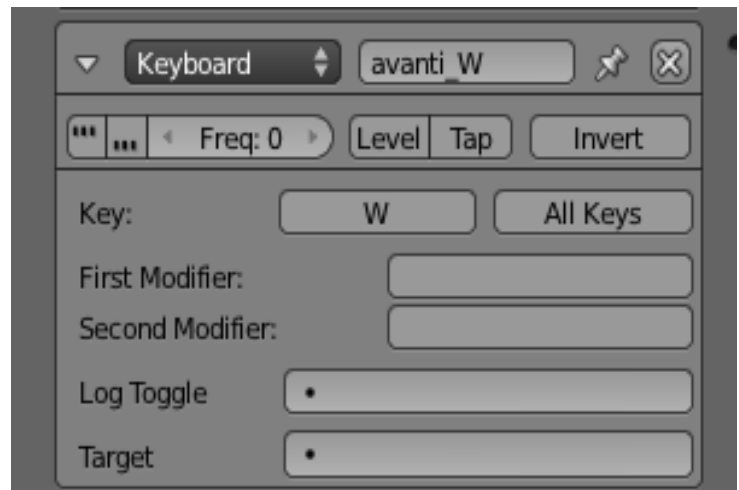 Keyboard avanti_W
Freq: 0 Level Tap Invert
Key: W All Keys
First Modifier:
Second Modifier:
Log Toggle
Target